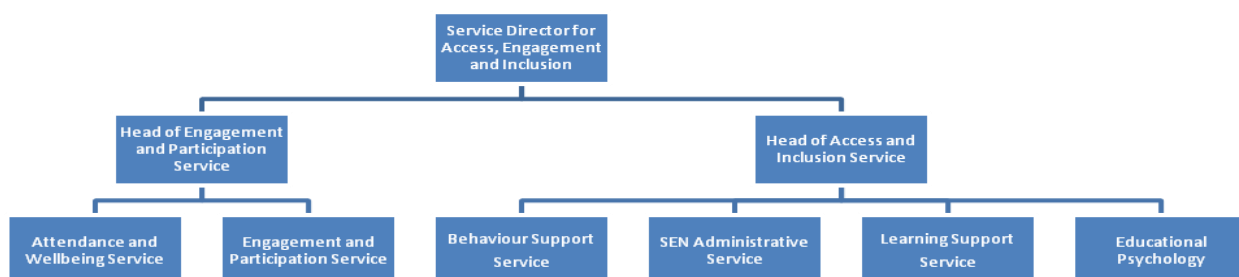 Service Director for
Access, Engagement
and Inclusion
Head of Engagement
and Participation
Service
Head of Access and
Inclusion Service
Attendance and
Wellbeing Service
Engagement and
Participation Service
Behaviour Support
Service
SEN Administrative
Service
Learning Support
Service
Educational
Psychology